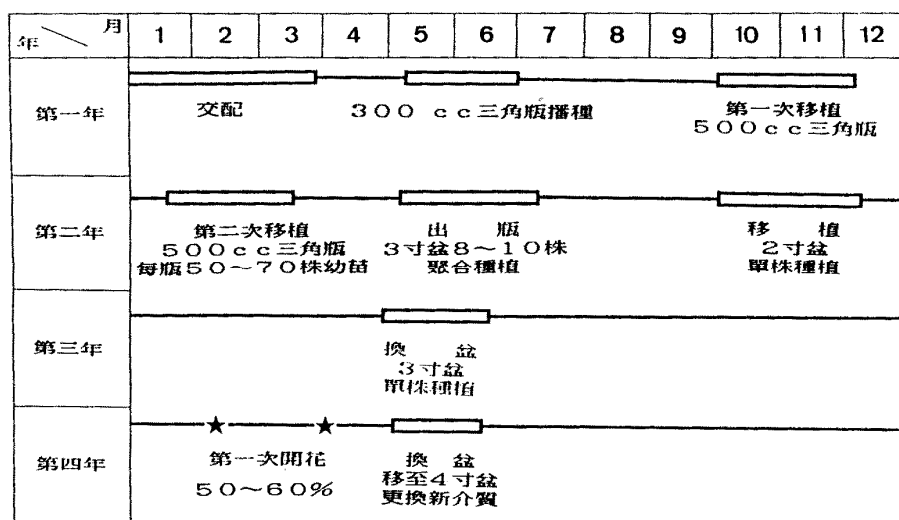 年 月 1 2 3 4 5 6 7 8 9 10 11 12
第一年
交配
300 cc三角瓶播種
第一次移植
500cc三角瓶
第二年
第二次移植
500cc三角瓶
每瓶50～70株幼苗
出 瓶
3寸盆8～10株
聚合種植
移 植
2寸盆
單株種植
第三年
換 盆
3寸盆
單株種植
第四年
★ ★
第一次開花
50～60%
換 盆
移至4寸盆
更換新介質